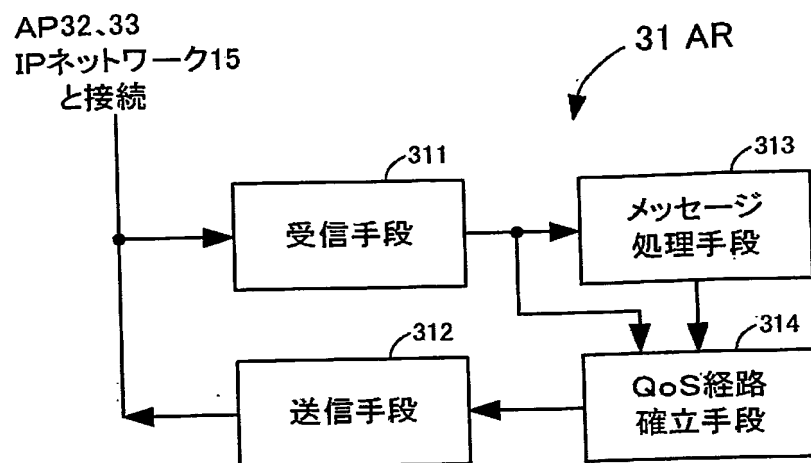 AP32、33
IPネットワーク15
と接続
31 AR
311
受信手段
313
メッセージ
処理手段
312
送信手段
314
QoS経路
確立手段